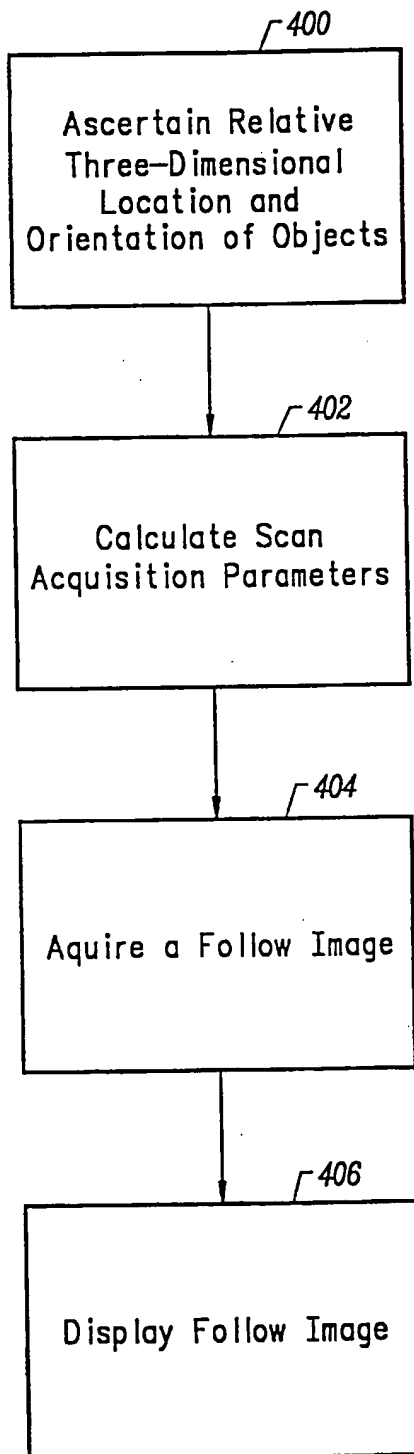 400
Ascertain Relative
Three-Dimensional
Location and
Orientation of Objects
402
Calculate Scan
Acquisition Parameters
404
Aquire a Follow Image
406
Display Follow Image